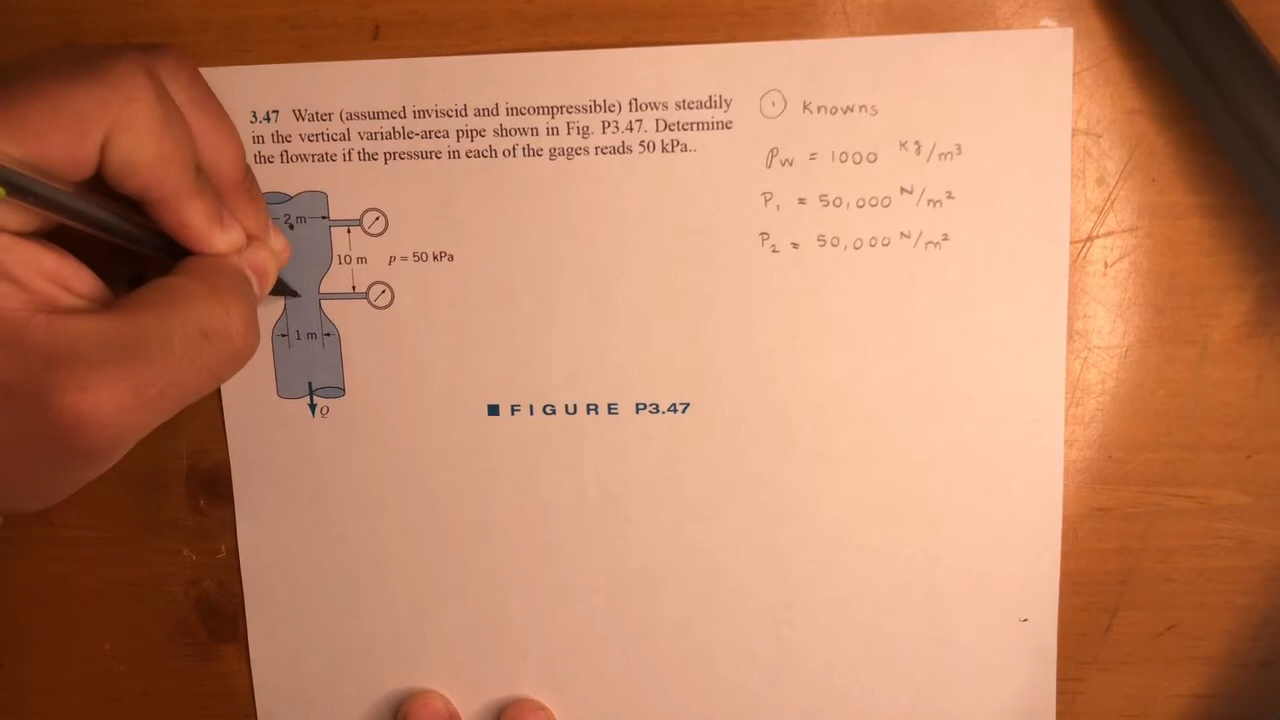 3.47 Water (assumed inviscid and incompressible) flows steadily
in the vertical variable-area pipe shown in Fig. P3.47. Determine
the flowrate if the pressure in each of the gages reads 50 kPa..
2 m
10 m
p = 50 kPa
1 m
Q
■ FIGURE P3.47
① Knowns
ρw = 1000 kg/m³
P₁ = 50,000 N/m²
P₂ = 50,000 N/m²